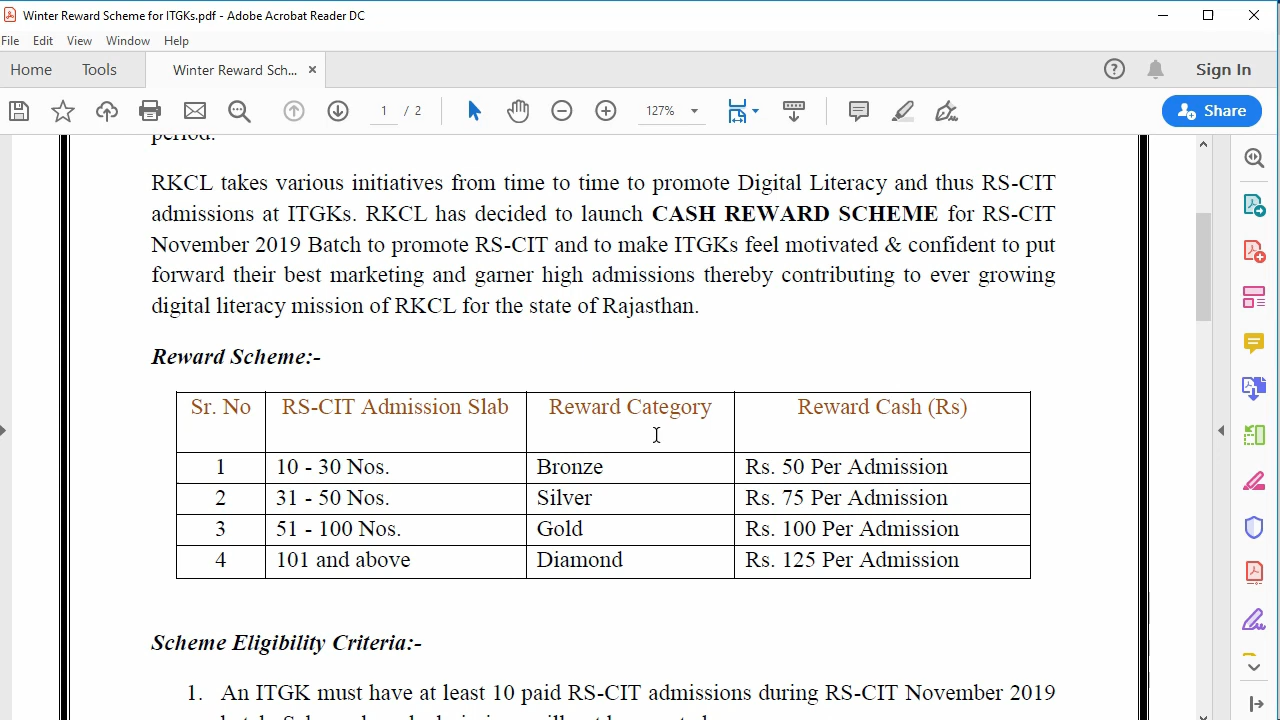 Winter Reward Scheme for ITGKs.pdf - Adobe Acrobat Reader DC
File Edit View Window Help
Home Tools Winter Reward Sch... × Sign In
1 / 2 127% Share
period.
RKCL takes various initiatives from time to time to promote Digital Literacy and thus RS-CIT
admissions at ITGKs. RKCL has decided to launch CASH REWARD SCHEME for RS-CIT
November 2019 Batch to promote RS-CIT and to make ITGKs feel motivated & confident to put
forward their best marketing and garner high admissions thereby contributing to ever growing
digital literacy mission of RKCL for the state of Rajasthan.
Reward Scheme:-
Sr. No RS-CIT Admission Slab Reward Category Reward Cash (Rs)
1 10 - 30 Nos. Bronze Rs. 50 Per Admission
2 31 - 50 Nos. Silver Rs. 75 Per Admission
3 51 - 100 Nos. Gold Rs. 100 Per Admission
4 101 and above Diamond Rs. 125 Per Admission
Scheme Eligibility Criteria:-
1. An ITGK must have at least 10 paid RS-CIT admissions during RS-CIT November 2019